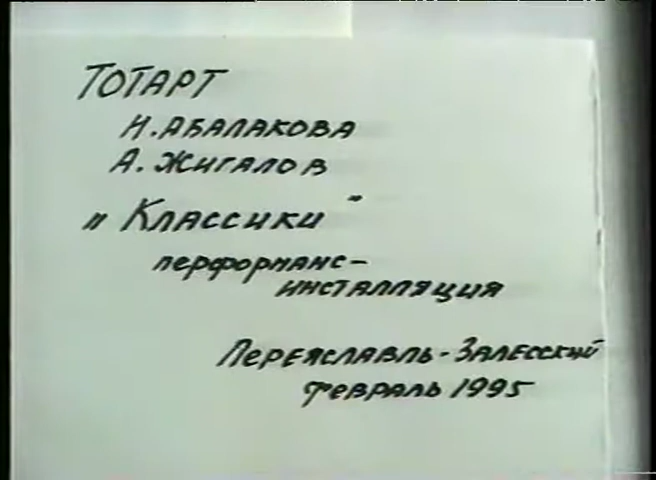 ТОТАРТ
Н. АБАЛАКОВА
А. ЖИГАЛОВ
„ КЛАССИКИ ”
перформанс-
инсталляция
ПЕРЕЯСЛАВЛЬ-ЗАЛЕССКИЙ
ФЕВРАЛЬ 1995